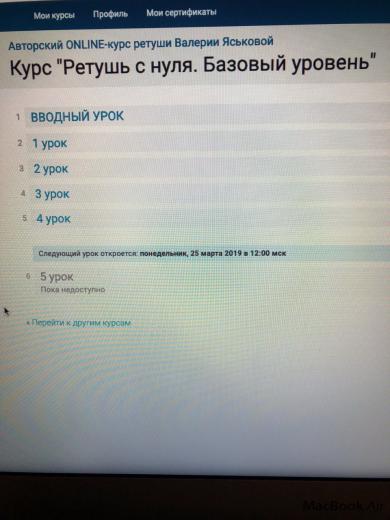 Мои курсы Профиль Мои сертификаты
Авторский ONLINE-курс ретуши Валерии Яськовой
Курс "Ретушь с нуля. Базовый уровень"
1 ВВОДНЫЙ УРОК
2 1 урок
3 2 урок
4 3 урок
5 4 урок
Следующий урок откроется: понедельник, 25 марта 2019 в 12:00 мск
6 5 урок
Пока недоступно
« Перейти к другим курсам
MacBook Air